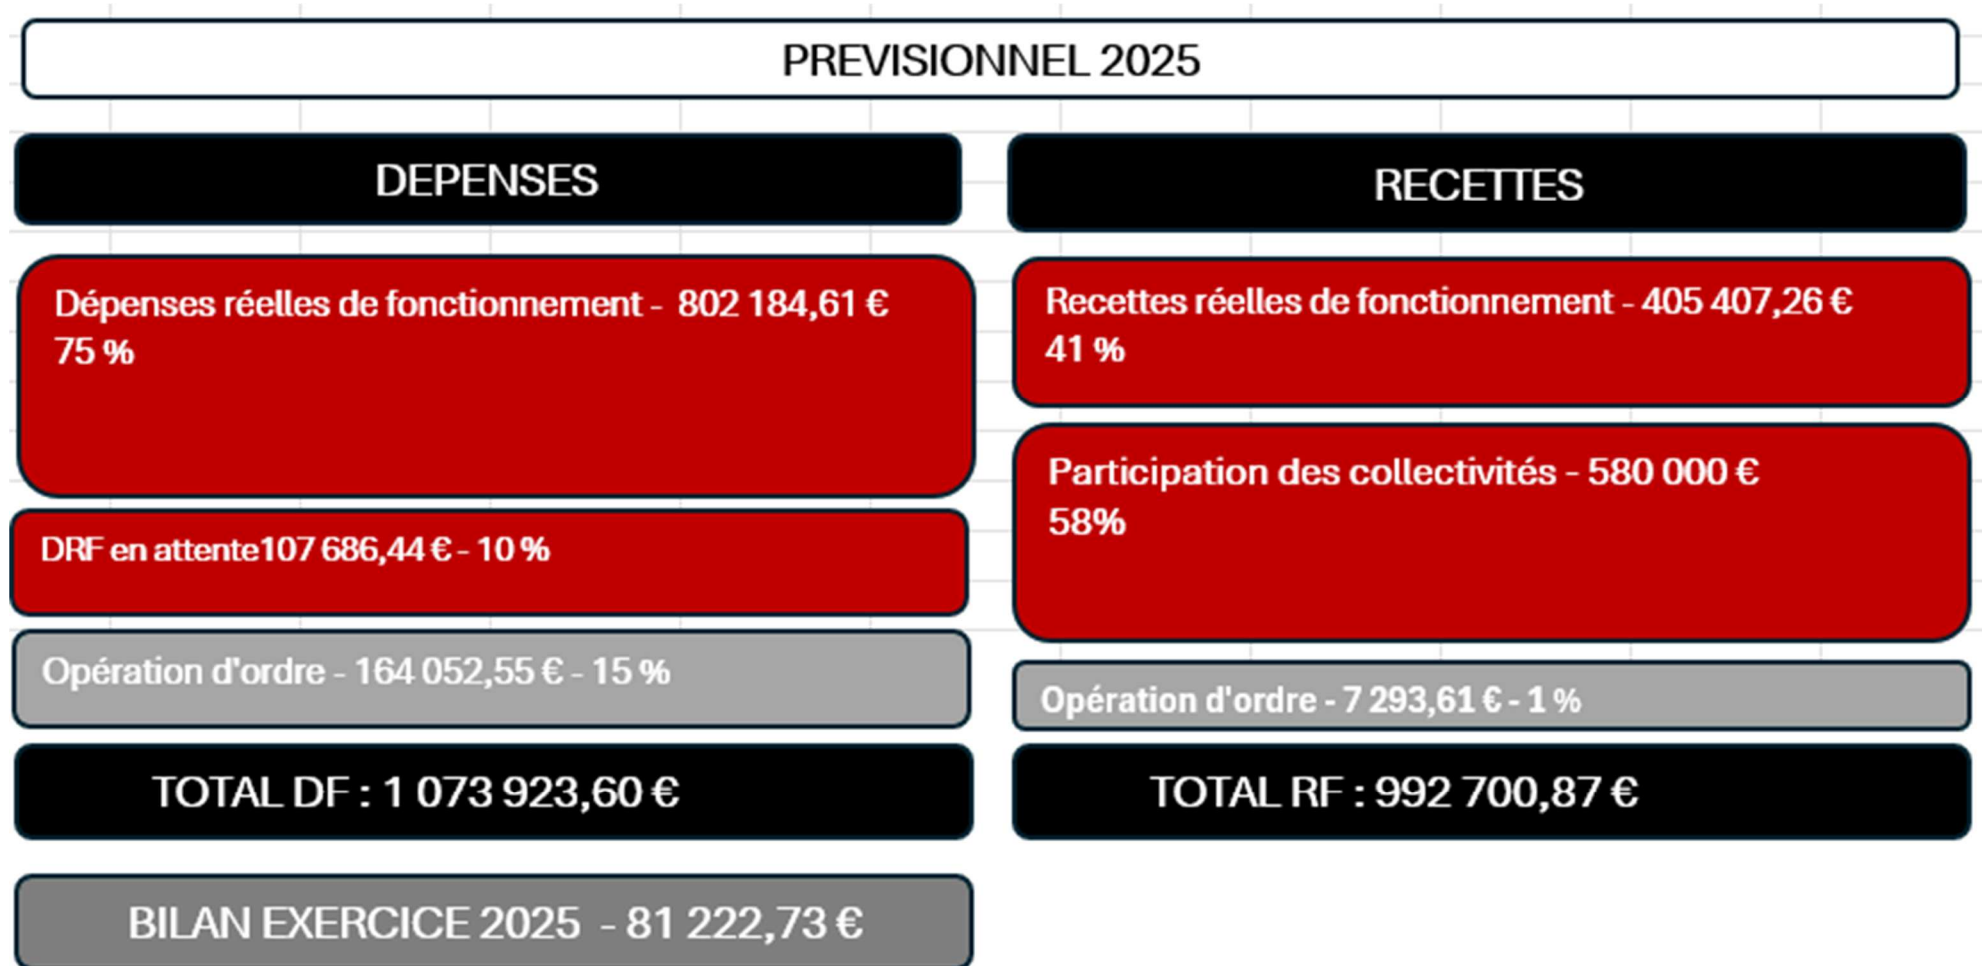 PREVISIONNEL 2025
DEPENSES
Dépenses réelles de fonctionnement - 802 184,61 €
75 %
DRF en attente107 686,44 € - 10 %
Opération d'ordre - 164 052,55 € - 15 %
TOTAL DF : 1 073 923,60 €
BILAN EXERCICE 2025 - 81 222,73 €
RECETTES
Recettes réelles de fonctionnement - 405 407,26 €
41 %
Participation des collectivités - 580 000 €
58%
Opération d'ordre - 7 293,61 € - 1 %
TOTAL RF : 992 700,87 €